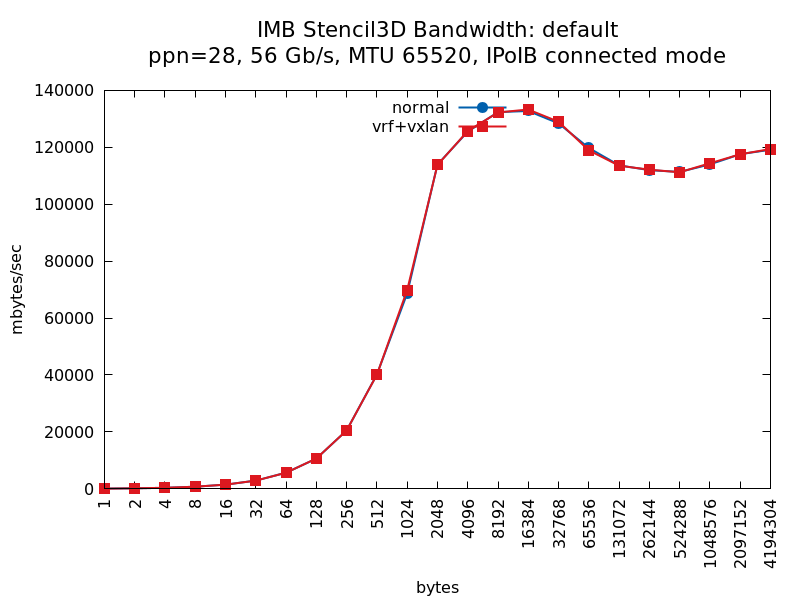 IMB Stencil3D Bandwidth: default
ppn=28, 56 Gb/s, MTU 65520, IPoIB connected mode
normal
vrf+vxlan
mbytes/sec
140000
120000
100000
80000
60000
40000
20000
0
1 2 4 8 16 32 64 128 256 512 1024 2048 4096 8192 16384 32768 65536 131072 262144 524288 1048576 2097152 4194304
bytes